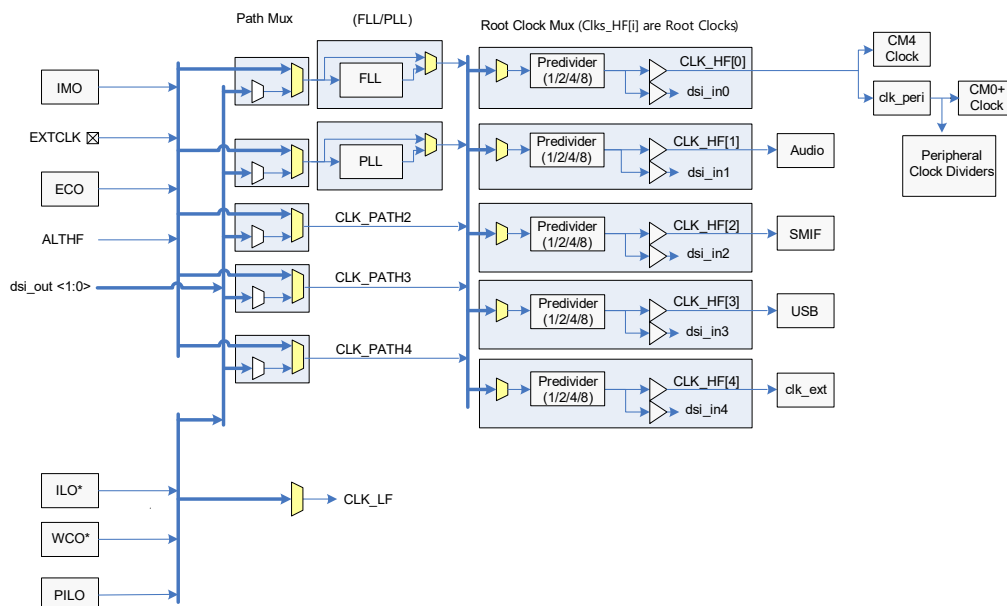 Path Mux
(FLL/PLL)
Root Clock Mux (Clks_HF[i] are Root Clocks)
IMO
EXTCLK
ECO
ALTHF
dsi_out <1:0>
FLL
PLL
CLK_PATH2
CLK_PATH3
CLK_PATH4
Predivider
(1/2/4/8)
CLK_HF[0]
dsi_in0
CM4
Clock
clk_peri
CM0+
Clock
Peripheral
Clock Dividers
Predivider
(1/2/4/8)
CLK_HF[1]
dsi_in1
Audio
Predivider
(1/2/4/8)
CLK_HF[2]
dsi_in2
SMIF
Predivider
(1/2/4/8)
CLK_HF[3]
dsi_in3
USB
Predivider
(1/2/4/8)
CLK_HF[4]
dsi_in4
clk_ext
ILO*
WCO*
PILO
CLK_LF